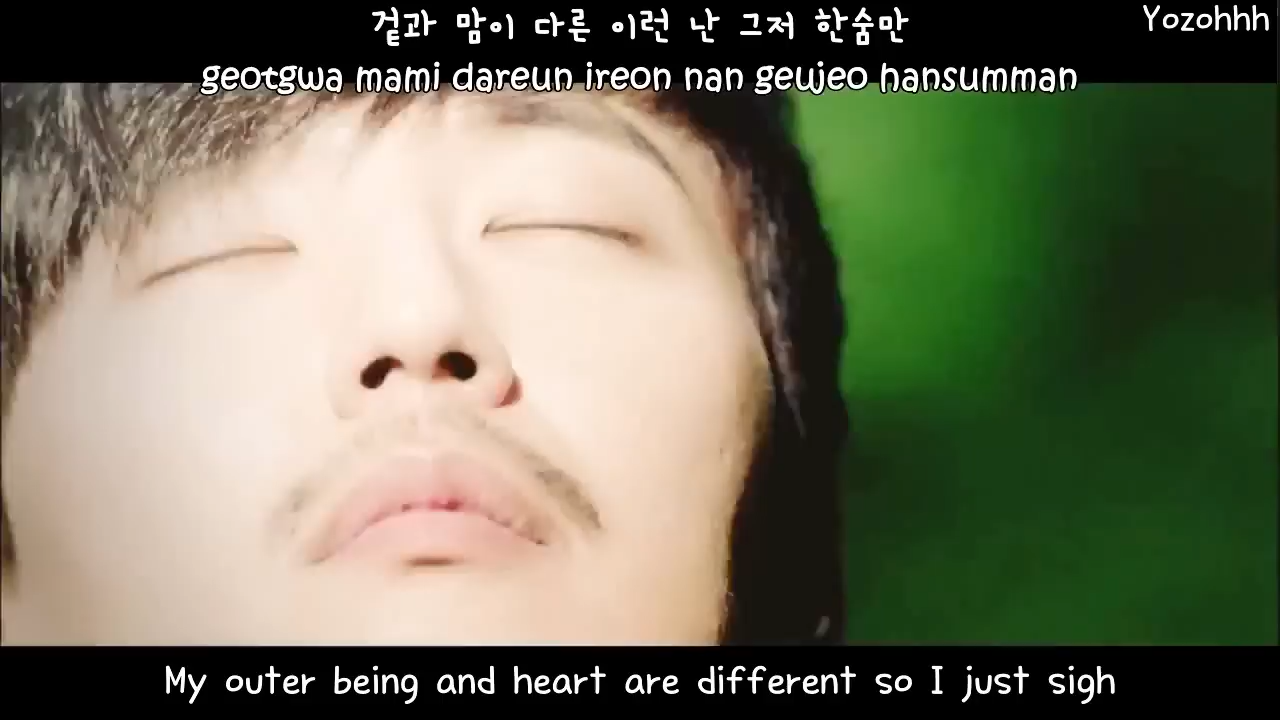 겉과 맘이 다른 이런 난 그저 한숨만
Yozohhh
geotgwa mami dareun ireon nan geujeo hansumman
My outer being and heart are different so I just sigh